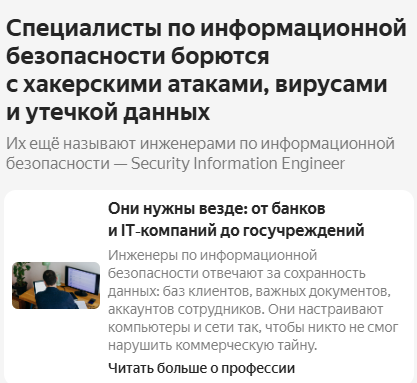 Специалисты по информационной
безопасности борются
с хакерскими атаками, вирусами
и утечкой данных
Их ещё называют инженерами по информационной
безопасности — Security Information Engineer
Они нужны везде: от банков
и IT-компаний до госучреждений
Инженеры по информационной
безопасности отвечают за сохранность
данных: баз клиентов, важных документов,
аккаунтов сотрудников. Они настраивают
компьютеры и сети так, чтобы никто не смог
нарушить коммерческую тайну.
Читать больше о профессии